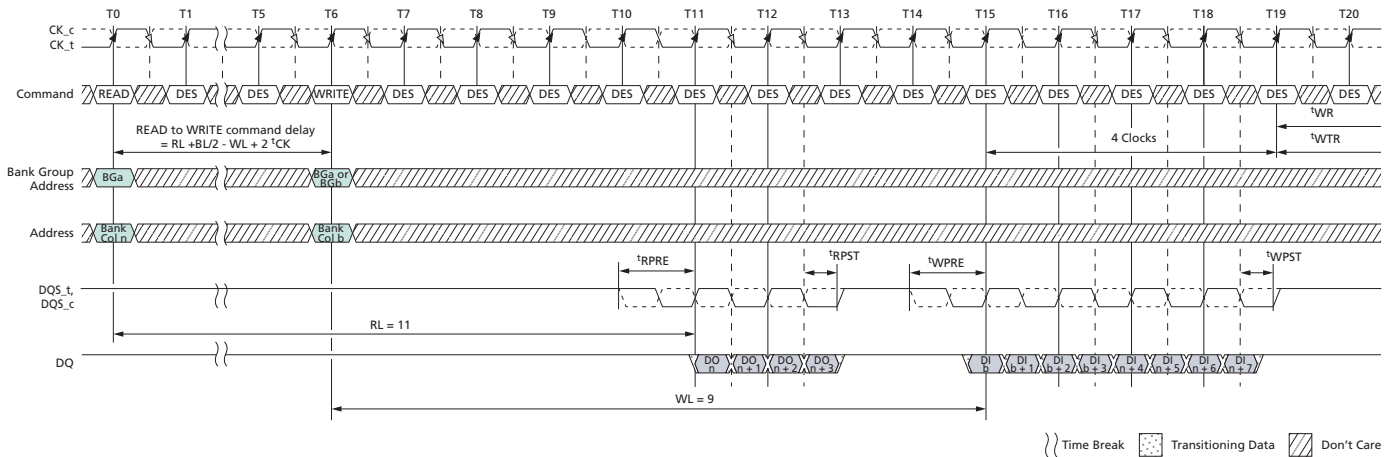 T0 T1 T5 T6 T7 T8 T9 T10 T11 T12 T13 T14 T15 T16 T17 T18 T19 T20
CK_c
CK_t
Command READ DES DES WRITE DES DES DES DES DES DES DES DES DES DES DES DES DES DES
tWR
READ to WRITE command delay
= RL +BL/2 - WL + 2 tCK
4 Clocks
tWTR
Bank Group
Address
BGa
BGa or
BGb
Address
Bank
Col n
Bank
Col b
tRPRE tRPST tWPRE tWPST
DQS_t,
DQS_c
RL = 11
DQ
DO
n
DO
n + 1
DO
n + 2
DO
n + 3
DI
b
DI
b + 1
DI
b + 2
DI
b + 3
DI
n + 4
DI
n + 5
DI
n + 6
DI
n + 7
WL = 9
Time Break Transitioning Data Don't Care